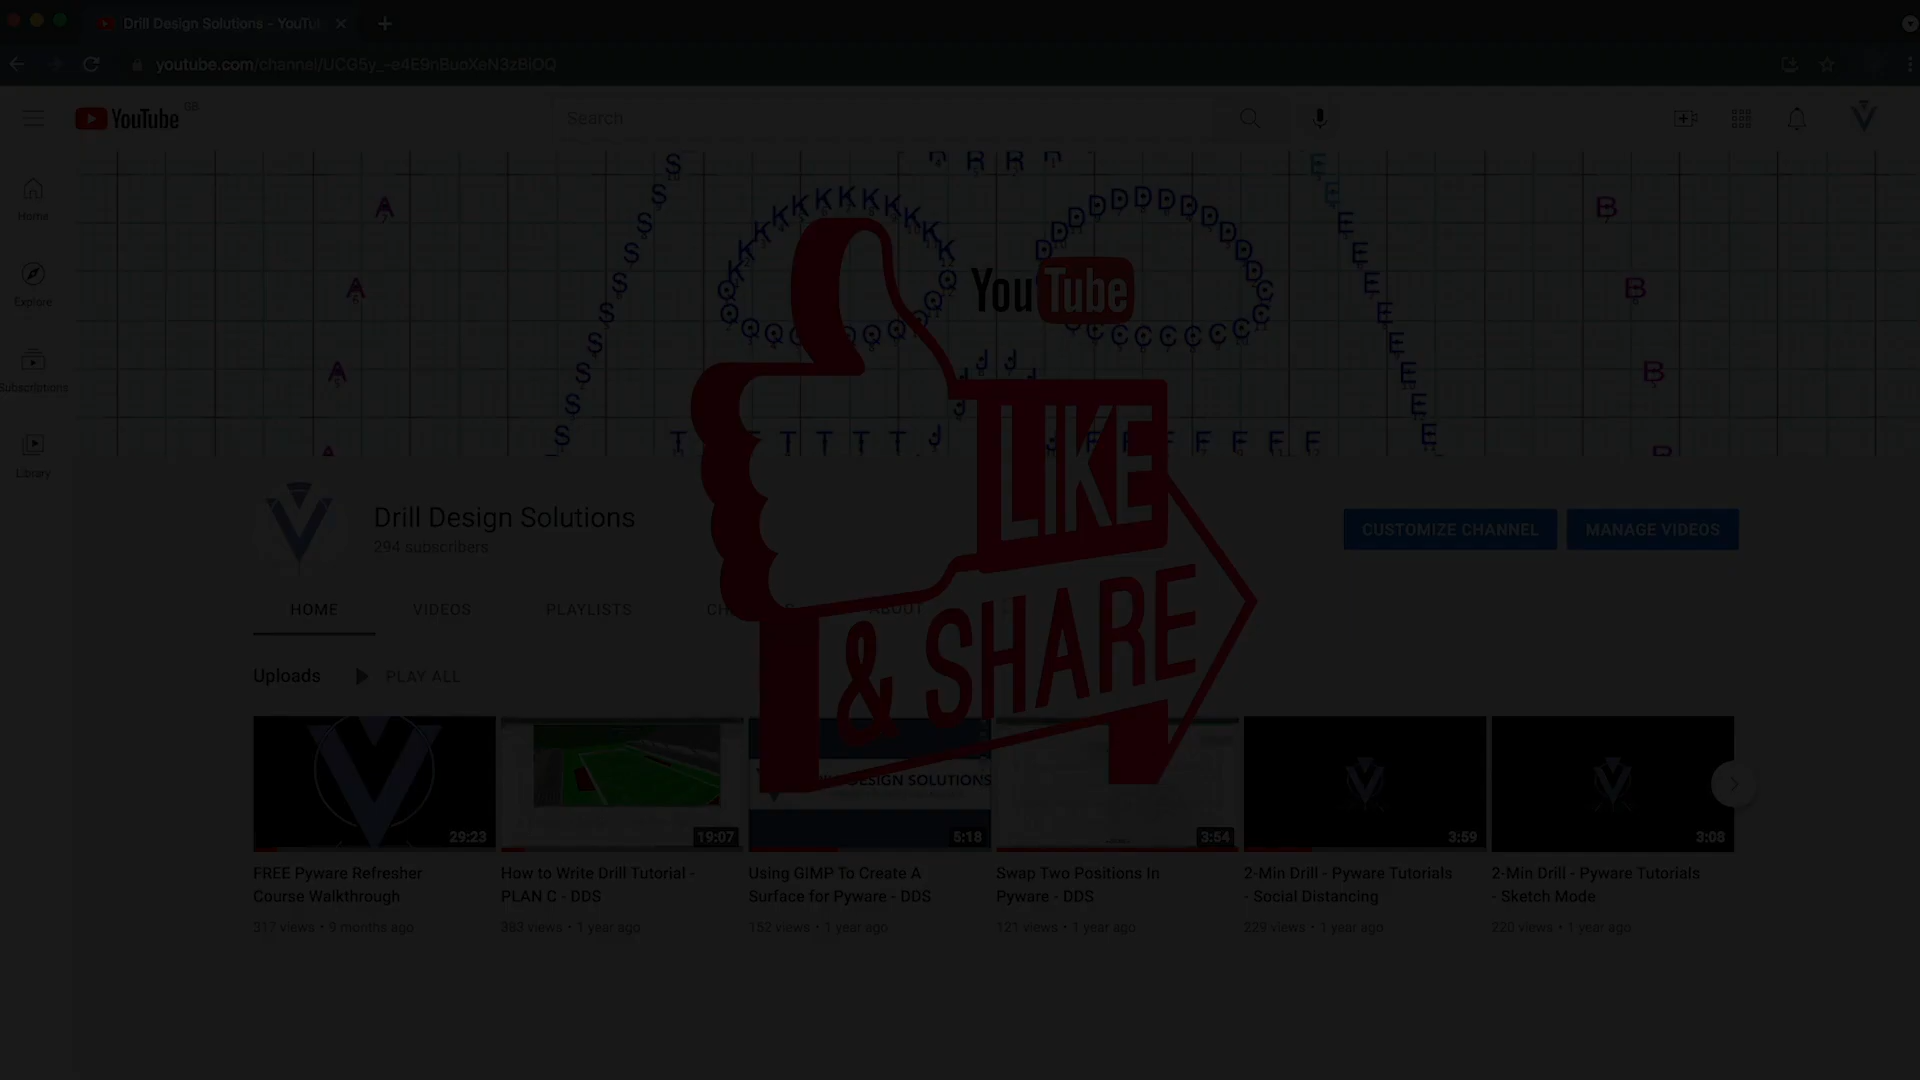 Drill Design Solutions - YouTu
youtube.com/channel/UCG5y_-e4E9nBuoXeN3zBiOQ
YouTube GB
Search
Home
Explore
Subscriptions
Library
YouTube
LIKE
& SHARE
Drill Design Solutions
294 subscribers
CUSTOMIZE CHANNEL
MANAGE VIDEOS
HOME
VIDEOS
PLAYLISTS
ABOUT
Uploads
PLAY ALL
DESIGN SOLUTIONS
29:23
19:07
5:18
3:54
3:59
3:08
FREE Pyware Refresher
Course Walkthrough
317 views • 9 months ago
How to Write Drill Tutorial -
PLAN C - DDS
383 views • 1 year ago
Using GIMP To Create A
Surface for Pyware - DDS
152 views • 1 year ago
Swap Two Positions In
Pyware - DDS
121 views • 1 year ago
2-Min Drill - Pyware Tutorials
- Social Distancing
229 views • 1 year ago
2-Min Drill - Pyware Tutorials
- Sketch Mode
220 views • 1 year ago